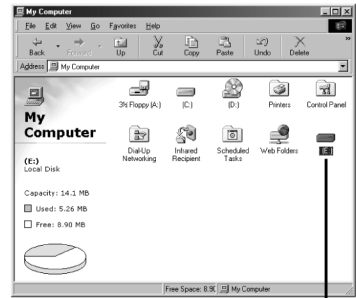 My Computer
File Edit View Go Favorites Help
Back Forward Up Cut Copy Paste Undo Delete
Address My Computer
My Computer
(E:)
Local Disk
Capacity: 14.1 MB
Used: 5.26 MB
Free: 8.90 MB
3½ Floppy (A:) (C:) (D:) Printers Control Panel
Dial-Up Networking Infrared Recipient Scheduled Tasks Web Folders (E:)
Free Space: 8.9 My Computer